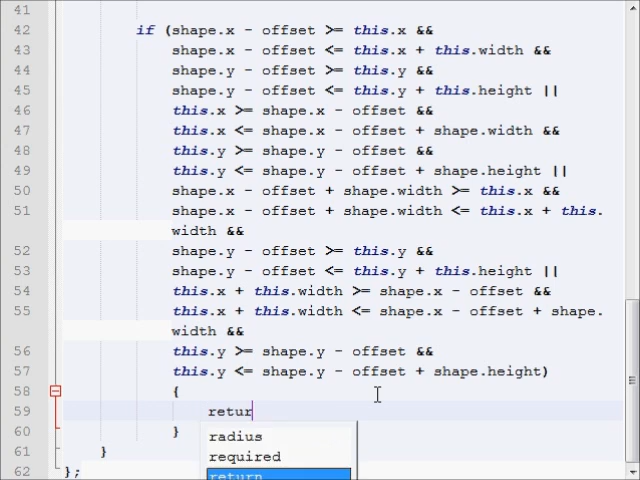 41
42 if (shape.x - offset >= this.x &&
43 shape.x - offset <= this.x + this.width &&
44 shape.y - offset >= this.y &&
45 shape.y - offset <= this.y + this.height ||
46 this.x >= shape.x - offset &&
47 this.x <= shape.x - offset + shape.width &&
48 this.y >= shape.y - offset &&
49 this.y <= shape.y - offset + shape.height ||
50 shape.x - offset + shape.width >= this.x &&
51 shape.x - offset + shape.width <= this.x + this.
width &&
52 shape.y - offset >= this.y &&
53 shape.y - offset <= this.y + this.height ||
54 this.x + this.width >= shape.x - offset &&
55 this.x + this.width <= shape.x - offset + shape.
width &&
56 this.y >= shape.y - offset &&
57 this.y <= shape.y - offset + shape.height)
58 {
59 retur
60 }
radius
required
return
61 }
62 };